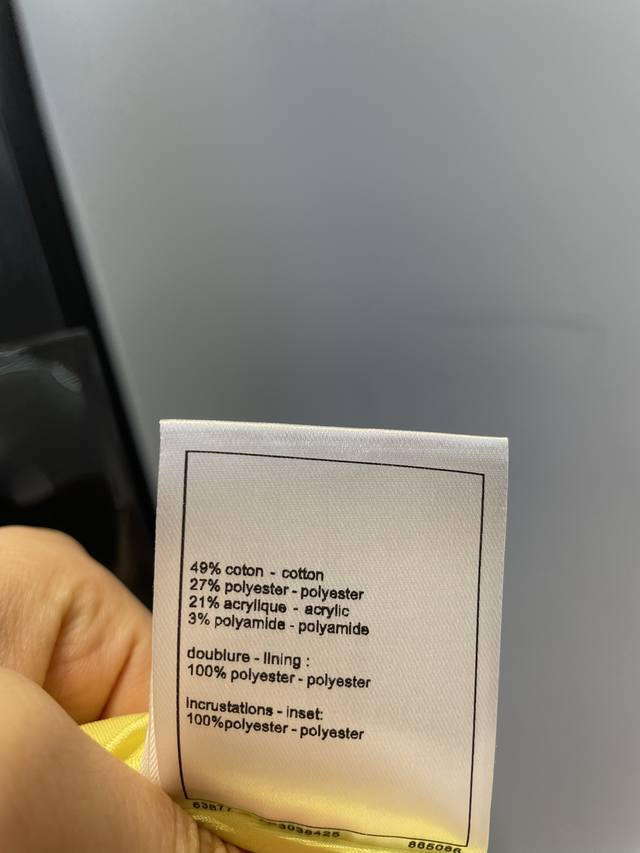 49% coton - cotton
27% polyester - polyester
21% acrylique - acrylic
3% polyamide - polyamide
doublure - lining :
100% polyester - polyester
incrustations - inset:
100%polyester - polyester
865086